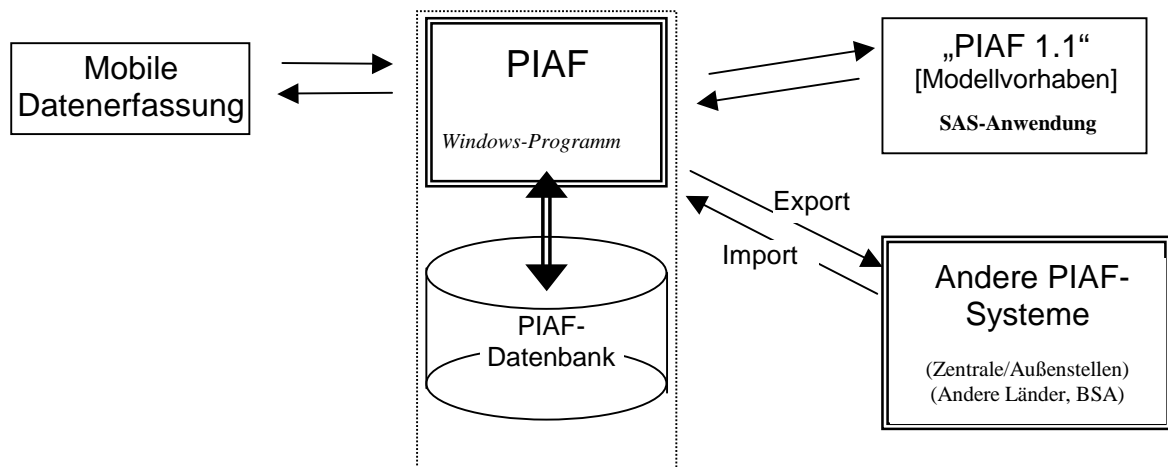 Mobile
Datenerfassung
PIAF
Windows-Programm
„PIAF 1.1“
[Modellvorhaben]
SAS-Anwendung
Export
Import
PIAF-
Datenbank
Andere PIAF-
Systeme
(Zentrale/Außenstellen)
(Andere Länder, BSA)